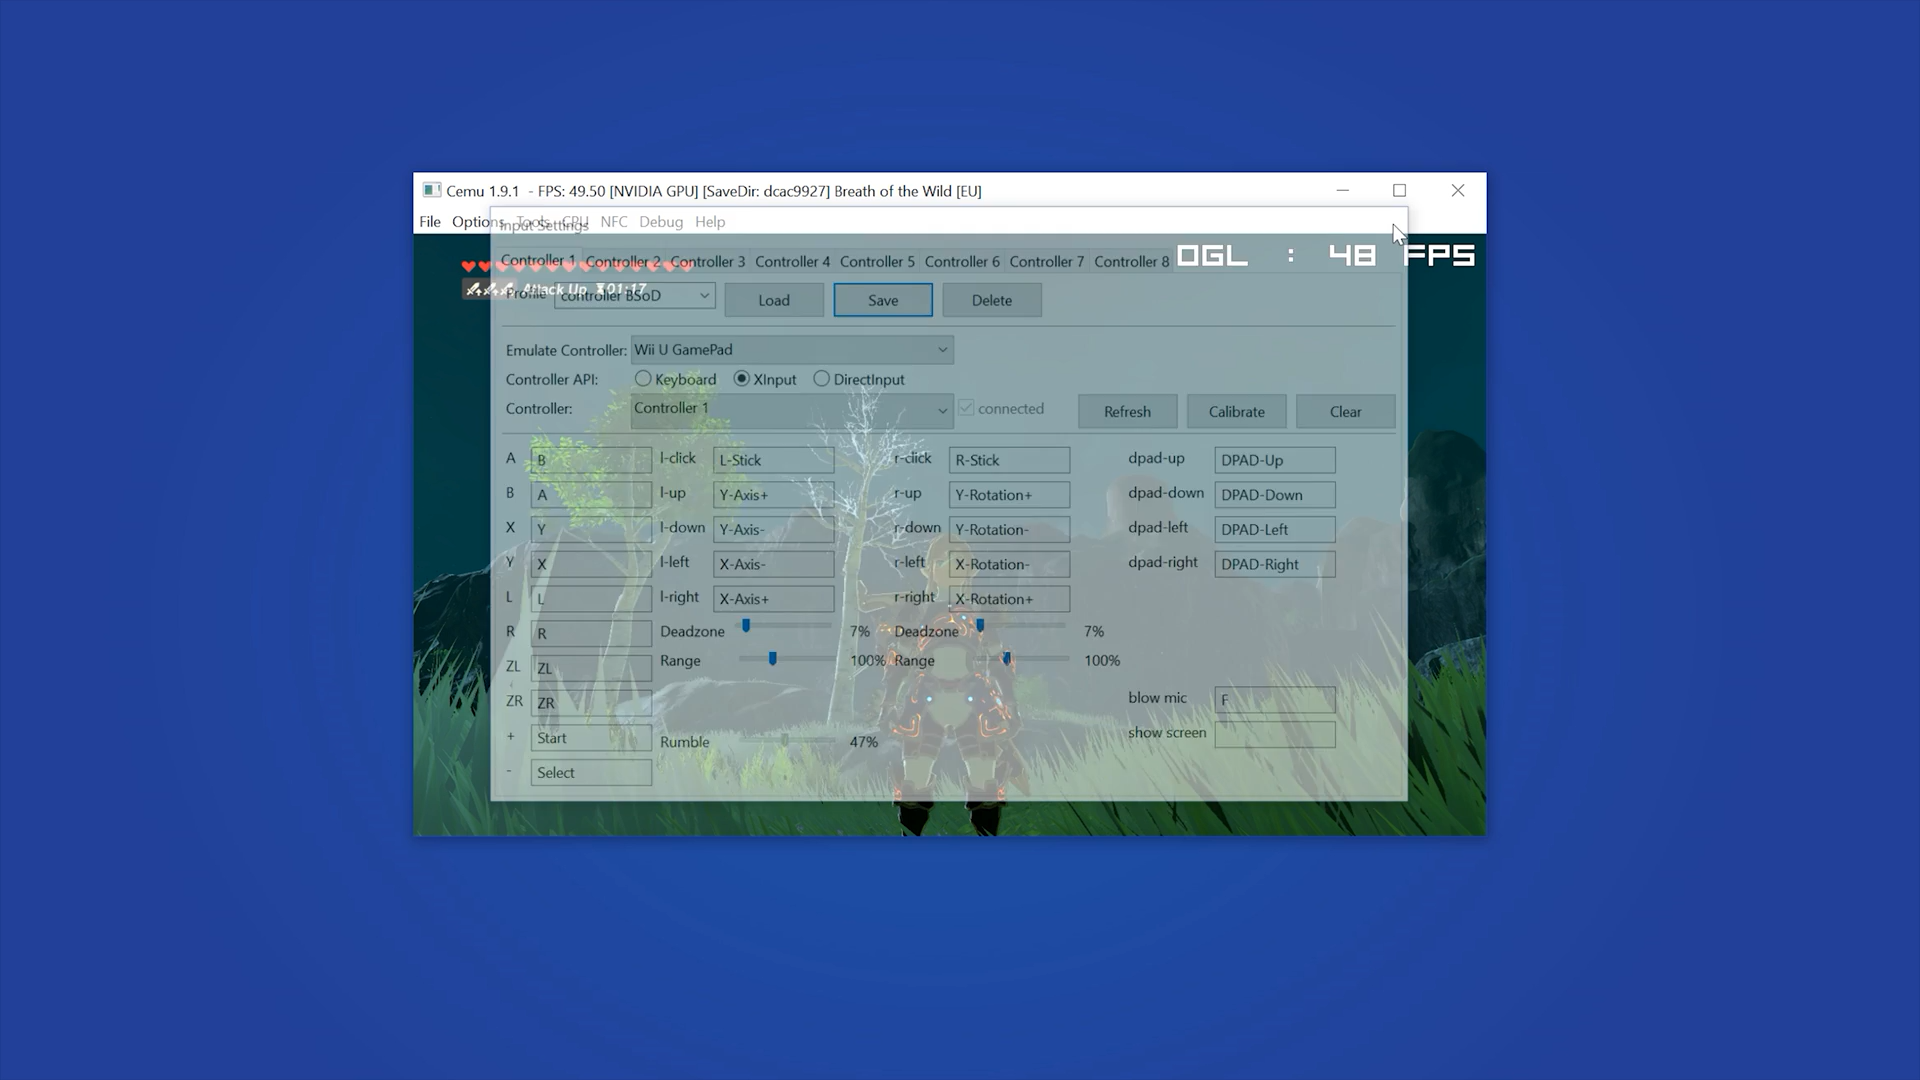 Cemu 1.9.1 - FPS: 49.50 [NVIDIA GPU] [SaveDir: dcac9927] Breath of the Wild [EU]
File Options Tools CPU NFC Debug Help
Input Settings
OGL : 48 FPS
Controller 1 Controller 2 Controller 3 Controller 4 Controller 5 Controller 6 Controller 7 Controller 8
Attack Up 01:17
Profile controller BSoD Load Save Delete
Emulate Controller: Wii U GamePad
Controller API: Keyboard XInput DirectInput
Controller: Controller 1 connected Refresh Calibrate Clear
A B l-click L-Stick r-click R-Stick dpad-up DPAD-Up
B A l-up Y-Axis+ r-up Y-Rotation+ dpad-down DPAD-Down
X Y l-down Y-Axis- r-down Y-Rotation- dpad-left DPAD-Left
Y X l-left X-Axis- r-left X-Rotation- dpad-right DPAD-Right
L L l-right X-Axis+ r-right X-Rotation+
R R Deadzone 7% Deadzone 7%
ZL ZL Range 100% Range 100%
ZR ZR blow mic F
+ Start Rumble 47% show screen
- Select